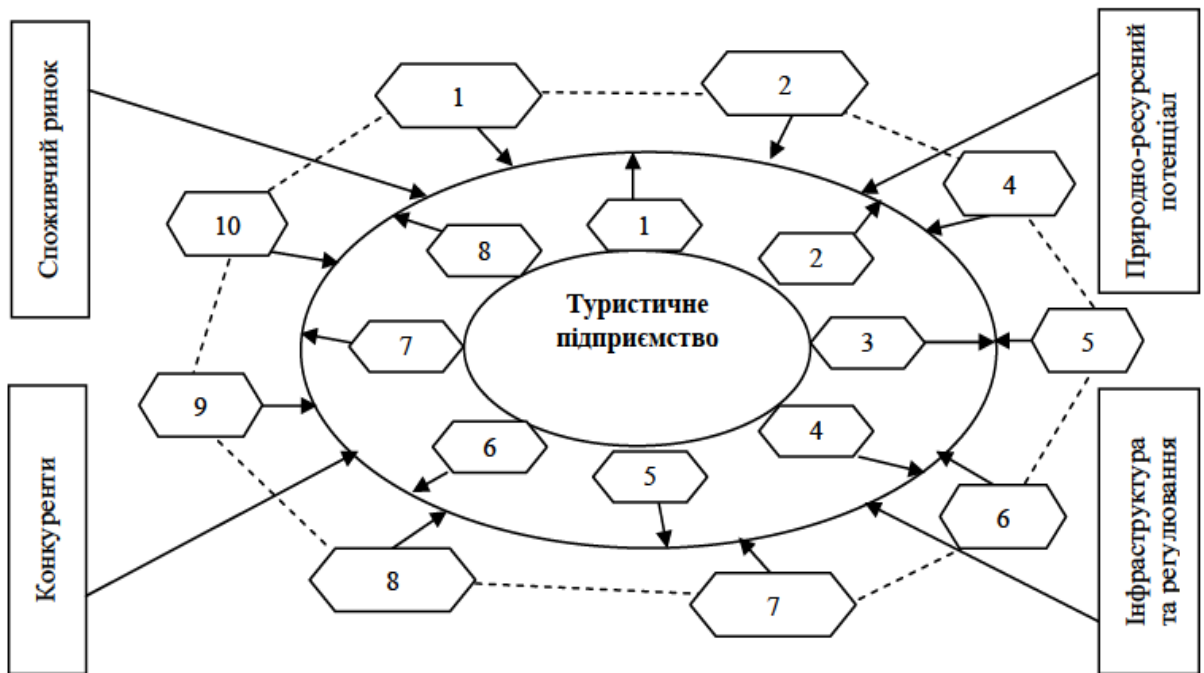 Споживчий ринок
Природно-ресурсний
потенціал
1
2
4
10
1
2
8
Туристичне
підприємство
7
3
5
9
4
6
5
6
8
7
Конкуренти
Інфраструктура
та регулювання